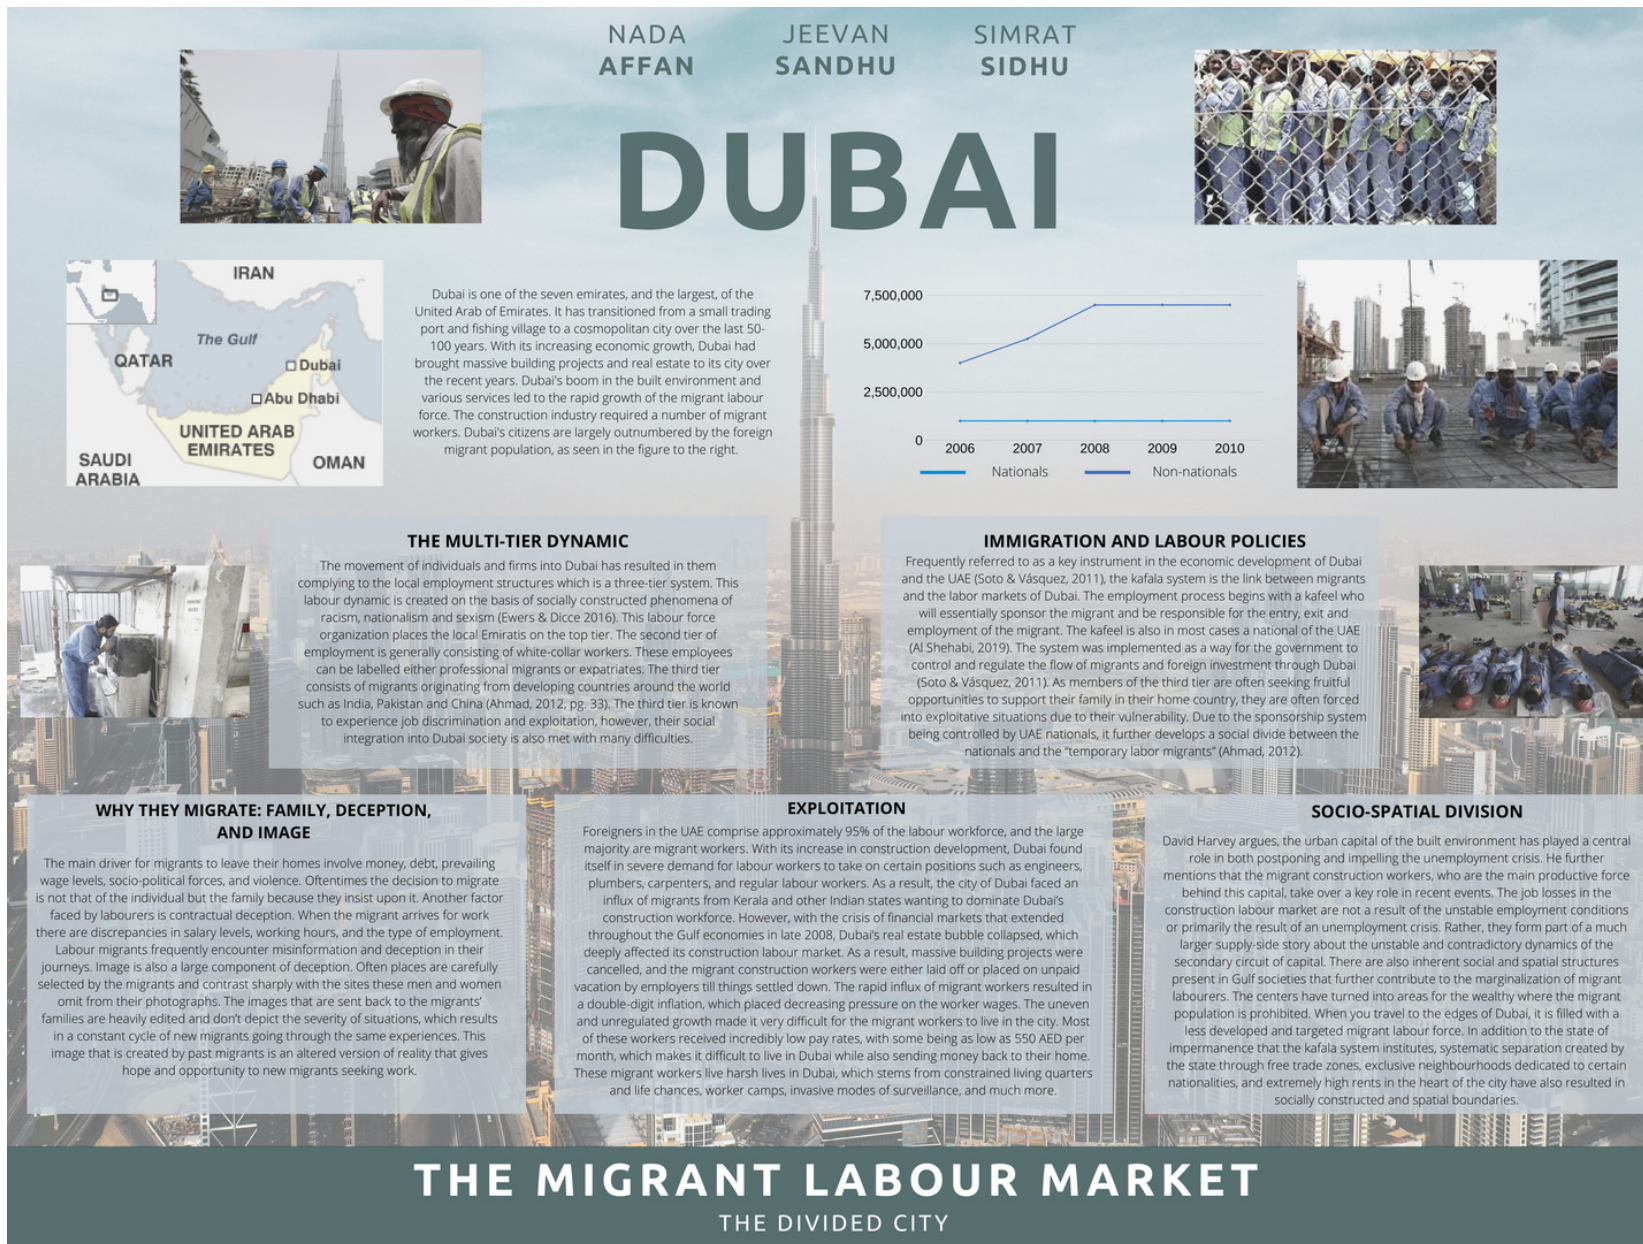 NADA
AFFAN
JEEVAN
SANDHU
SIMRAT
SIDHU
DUBAI
IRAN
The Gulf
QATAR
Dubai
Abu Dhabi
UNITED ARAB
EMIRATES
SAUDI
ARABIA
OMAN
Dubai is one of the seven emirates, and the largest, of the
United Arab of Emirates. It has transitioned from a small trading
port and fishing village to a cosmopolitan city over the last 50-
100 years. With its increasing economic growth, Dubai had
brought massive building projects and real estate to its city over
the recent years. Dubai's boom in the built environment and
various services led to the rapid growth of the migrant labour
force. The construction industry required a number of migrant
workers. Dubai's citizens are largely outnumbered by the foreign
migrant population, as seen in the figure to the right.
7,500,000
5,000,000
2,500,000
0
2006 2007 2008 2009 2010
Nationals Non-nationals
THE MULTI-TIER DYNAMIC
The movement of individuals and firms into Dubai has resulted in them
complying to the local employment structures which is a three-tier system. This
labour dynamic is created on the basis of socially constructed phenomena of
racism, nationalism and sexism (Ewers & Dicce 2016). This labour force
organization places the local Emiratis on the top tier. The second tier of
employment is generally consisting of white-collar workers. These employees
can be labelled either professional migrants or expatriates. The third tier
consists of migrants originating from developing countries around the world
such as India, Pakistan and China (Ahmad, 2012, pg. 33). The third tier is known
to experience job discrimination and exploitation, however, their social
integration into Dubai society is also met with many difficulties.
IMMIGRATION AND LABOUR POLICIES
Frequently referred to as a key instrument in the economic development of Dubai
and the UAE (Soto & Vásquez, 2011), the kafala system is the link between migrants
and the labor markets of Dubai. The employment process begins with a kafeel who
will essentially sponsor the migrant and be responsible for the entry, exit and
employment of the migrant. The kafeel is also in most cases a national of the UAE
(Al Shehabi, 2019). The system was implemented as a way for the government to
control and regulate the flow of migrants and foreign investment through Dubai
(Soto & Vásquez, 2011). As members of the third tier are often seeking fruitful
opportunities to support their family in their home country, they are often forced
into exploitative situations due to their vulnerability. Due to the sponsorship system
being controlled by UAE nationals, it further develops a social divide between the
nationals and the “temporary labor migrants” (Ahmad, 2012).
WHY THEY MIGRATE: FAMILY, DECEPTION,
AND IMAGE
The main driver for migrants to leave their homes involve money, debt, prevailing
wage levels, socio-political forces, and violence. Oftentimes the decision to migrate
is not that of the individual but the family because they insist upon it. Another factor
faced by labourers is contractual deception. When the migrant arrives for work
there are discrepancies in salary levels, working hours, and the type of employment.
Labour migrants frequently encounter misinformation and deception in their
journeys. Image is also a large component of deception. Often places are carefully
selected by the migrants and contrast sharply with the sites these men and women
omit from their photographs. The images that are sent back to the migrants’
families are heavily edited and don’t depict the severity of situations, which results
in a constant cycle of new migrants going through the same experiences. This
image that is created by past migrants is an altered version of reality that gives
hope and opportunity to new migrants seeking work.
EXPLOITATION
Foreigners in the UAE comprise approximately 95% of the labour workforce, and the large
majority are migrant workers. With its increase in construction development, Dubai found
itself in severe demand for labour workers to take on certain positions such as engineers,
plumbers, carpenters, and regular labour workers. As a result, the city of Dubai faced an
influx of migrants from Kerala and other Indian states wanting to dominate Dubai’s
construction workforce. However, with the crisis of financial markets that extended
throughout the Gulf economies in late 2008, Dubai’s real estate bubble collapsed, which
deeply affected its construction labour market. As a result, massive building projects were
cancelled, and the migrant construction workers were either laid off or placed on unpaid
vacation by employers till things settled down. The rapid influx of migrant workers resulted in
a double-digit inflation, which placed decreasing pressure on the worker wages. The uneven
and unregulated growth made it very difficult for the migrant workers to live in the city. Most
of these workers received incredibly low pay rates, with some being as low as 550 AED per
month, which makes it difficult to live in Dubai while also sending money back to their home.
These migrant workers live harsh lives in Dubai, which stems from constrained living quarters
and life chances, worker camps, invasive modes of surveillance, and much more.
SOCIO-SPATIAL DIVISION
David Harvey argues, the urban capital of the built environment has played a central
role in both postponing and impelling the unemployment crisis. He further
mentions that the migrant construction workers, who are the main productive force
behind this capital, take over a key role in recent events. The job losses in the
construction labour market are not a result of the unstable employment conditions
or primarily the result of an unemployment crisis. Rather, they form part of a much
larger supply-side story about the unstable and contradictory dynamics of the
secondary circuit of capital. There are also inherent social and spatial structures
present in Gulf societies that further contribute to the marginalization of migrant
labourers. The centers have turned into areas for the wealthy where the migrant
population is prohibited. When you travel to the edges of Dubai, it is filled with a
less developed and targeted migrant labour force. In addition to the state of
impermanence that the kafala system institutes, systematic separation created by
the state through free trade zones, exclusive neighbourhoods dedicated to certain
nationalities, and extremely high rents in the heart of the city have also resulted in
socially constructed and spatial boundaries.
THE MIGRANT LABOUR MARKET
THE DIVIDED CITY